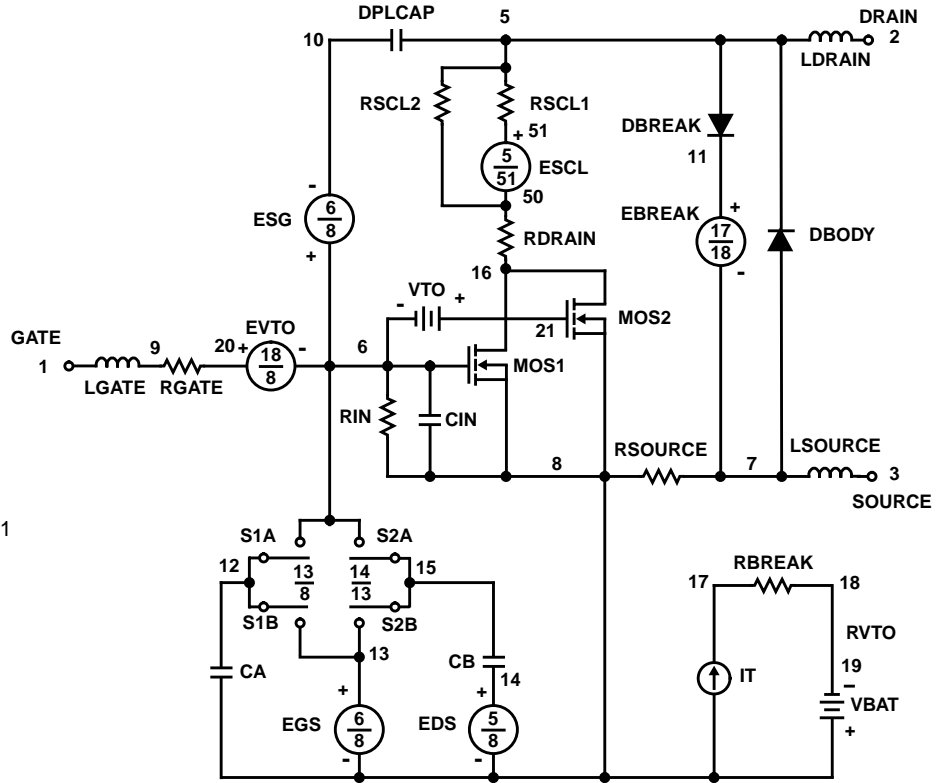 DPLCAP
5
DRAIN
2
10
LDRAIN
RSCL2
RSCL1
+ 51
5
51
ESCL
50
DBREAK
11
-
6
8
ESG
+
RDRAIN
+
EBREAK
17
18
-
DBODY
16
- VTO +
21
MOS2
GATE
1
9
20
EVTO
+
18
8
-
6
MOS1
LGATE
RGATE
RIN
CIN
RSOURCE
LSOURCE
8
7
3
SOURCE
1
S1A
S2A
12
13
8
14
13
15
S1B
S2B
13
CA
CB
14
+
EGS
6
8
-
+
EDS
5
8
-
RBREAK
17
18
RVTO
19
IT
-
VBAT
+